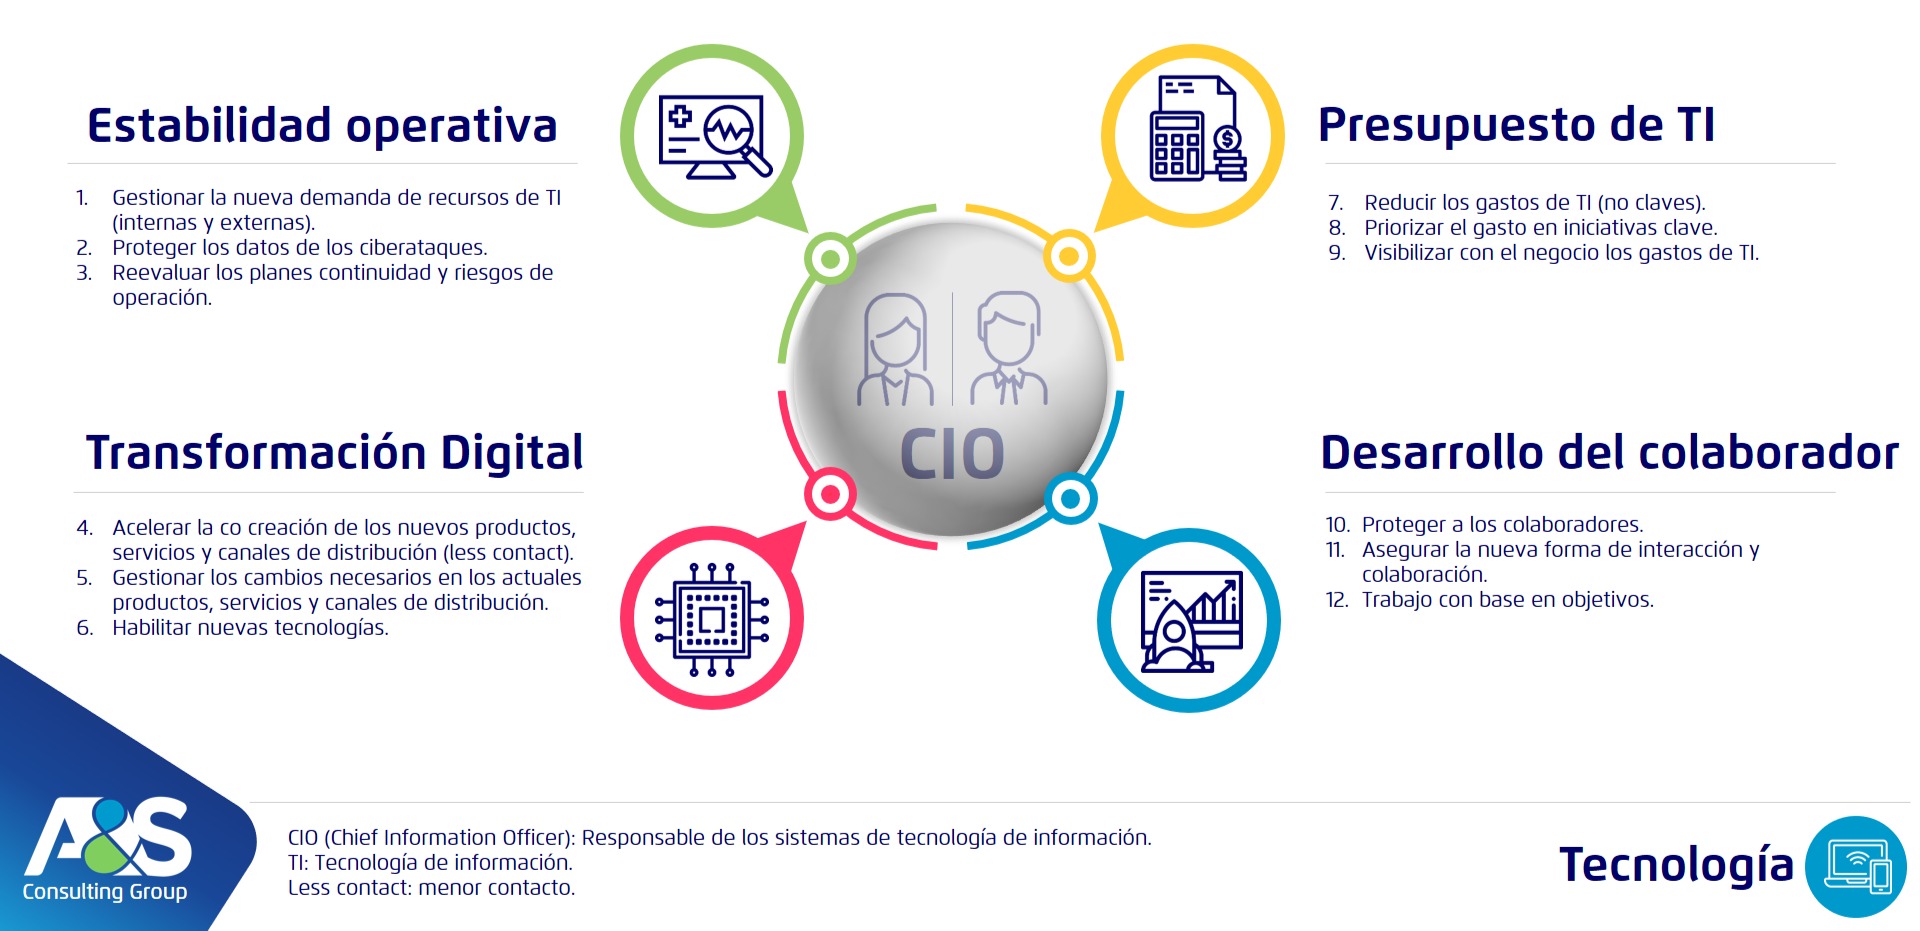 Estabilidad operativa
1. Gestionar la nueva demanda de recursos de TI
(internas y externas).
2. Proteger los datos de los ciberataques.
3. Reevaluar los planes continuidad y riesgos de
operación.
Presupuesto de TI
7. Reducir los gastos de TI (no claves).
8. Priorizar el gasto en iniciativas clave.
9. Visibilizar con el negocio los gastos de TI.
$
CIO
Transformación Digital
4. Acelerar la co creación de los nuevos productos,
servicios y canales de distribución (less contact).
5. Gestionar los cambios necesarios en los actuales
productos, servicios y canales de distribución.
6. Habilitar nuevas tecnologías.
Desarrollo del colaborador
10. Proteger a los colaboradores.
11. Asegurar la nueva forma de interacción y
colaboración.
12. Trabajo con base en objetivos.
A&S
Consulting Group
CIO (Chief Information Officer): Responsable de los sistemas de tecnología de información.
TI: Tecnología de información.
Less contact: menor contacto.
Tecnología